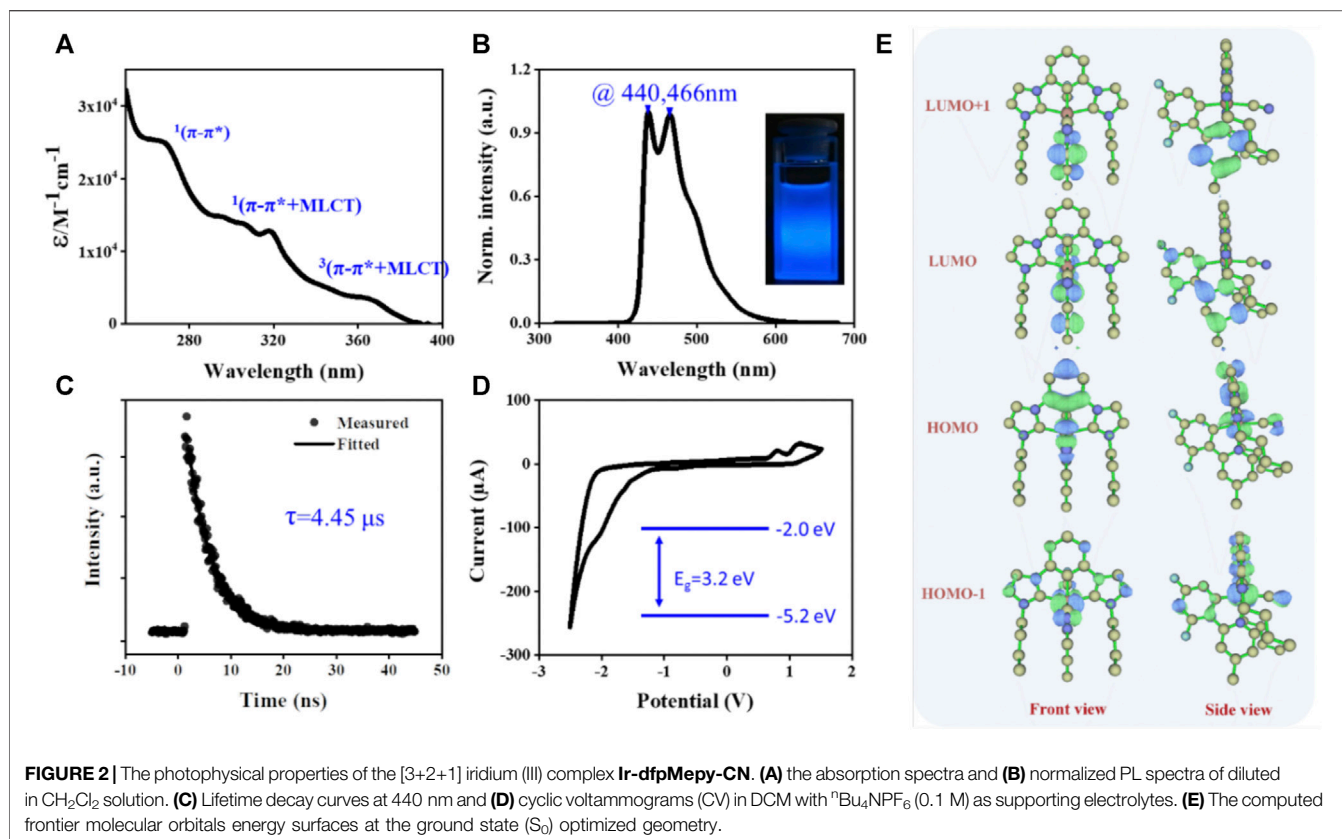 A
3x10⁴
2x10⁴
1x10⁴
0
ε/M⁻¹cm⁻¹
¹(π-π*)
¹(π-π*+MLCT)
³(π-π*+MLCT)
280 320 360 400
Wavelength (nm)
B
1.2
0.9
0.6
0.3
0.0
Norm. intensity (a.u.)
@ 440,466nm
300 400 500 600 700
Wavelength (nm)
C
Intensity (a.u.)
Measured
Fitted
τ=4.45 μs
-10 0 10 20 30 40 50
Time (ns)
D
100
0
-100
-200
-300
Current (μA)
-2.0 eV
Eg=3.2 eV
-5.2 eV
-3 -2 -1 0 1 2
Potential (V)
E
LUMO+1
LUMO
HOMO
HOMO-1
Front view Side view
FIGURE 2 | The photophysical properties of the [3+2+1] iridium (III) complex Ir-dfpMepy-CN. (A) the absorption spectra and (B) normalized PL spectra of diluted
in CH₂Cl₂ solution. (C) Lifetime decay curves at 440 nm and (D) cyclic voltammograms (CV) in DCM with ⁿBu₄NPF₆ (0.1 M) as supporting electrolytes. (E) The computed
frontier molecular orbitals energy surfaces at the ground state (S₀) optimized geometry.